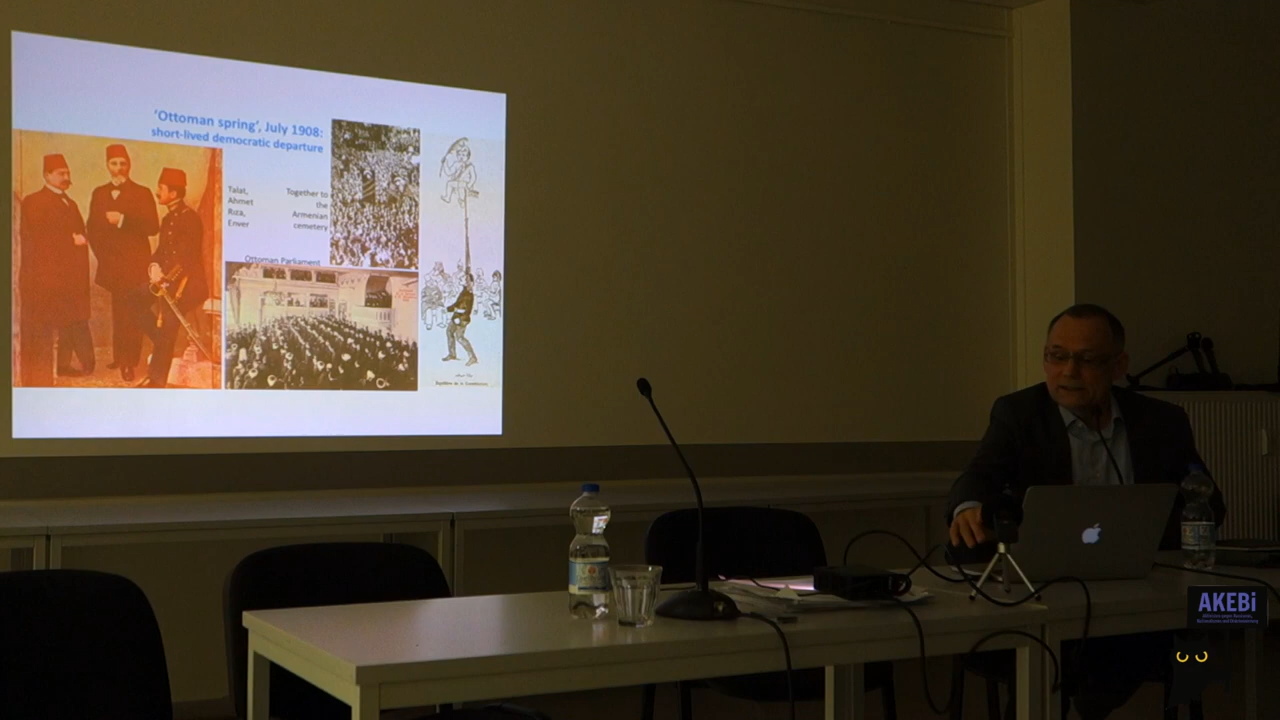 'Ottoman spring', July 1908:
short-lived democratic departure
Talat,
Ahmet
Rıza,
Enver
Together to
the
Armenian
cemetery
Ottoman Parliament
AKEBi